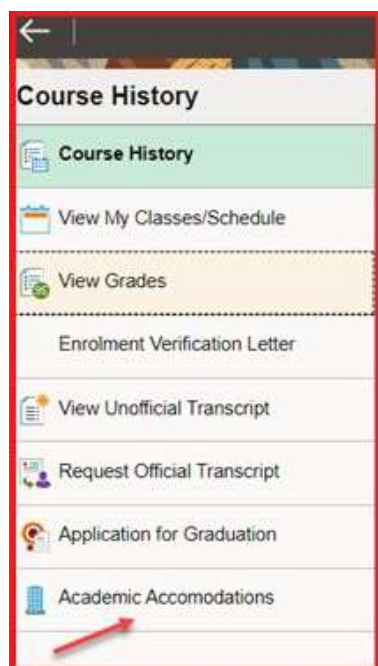 Course History
Course History
View My Classes/Schedule
View Grades
Enrolment Verification Letter
View Unofficial Transcript
Request Official Transcript
Application for Graduation
Academic Accomodations